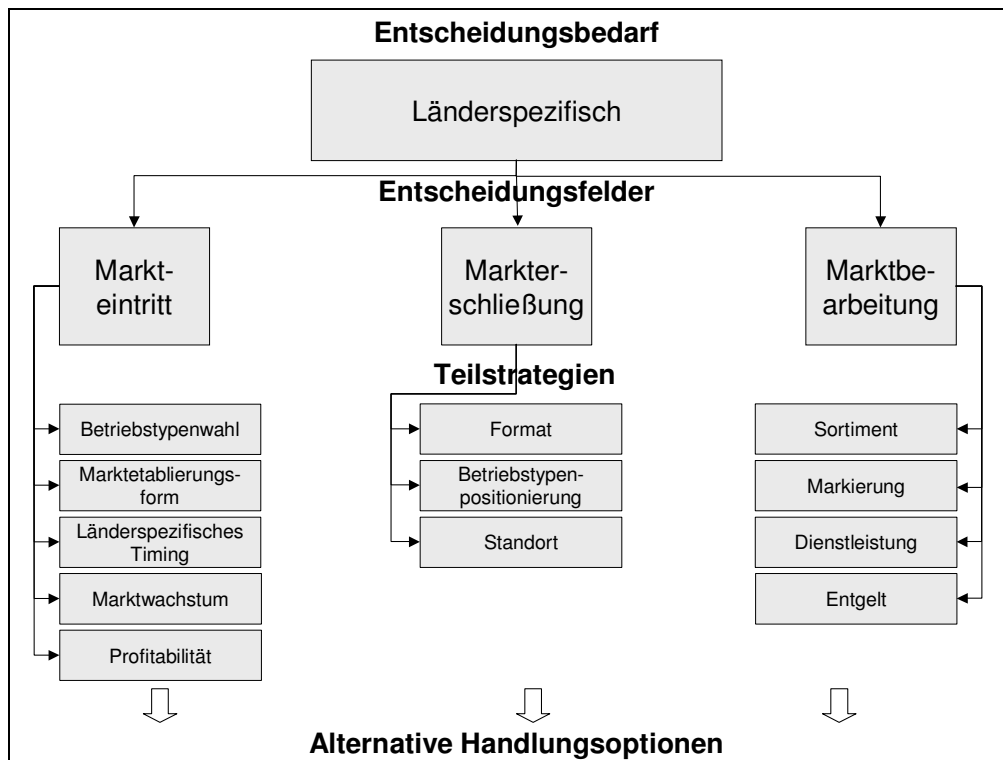 Entscheidungsbedarf
Länderspezifisch
Entscheidungsfelder
Markt-
eintritt
Markter-
schließung
Marktbe-
arbeitung
Teilstrategien
Betriebstypenwahl
Marktetablierungs-
form
Länderspezifisches
Timing
Marktwachstum
Profitabilität
Format
Betriebstypen-
positionierung
Standort
Sortiment
Markierung
Dienstleistung
Entgelt
Alternative Handlungsoptionen